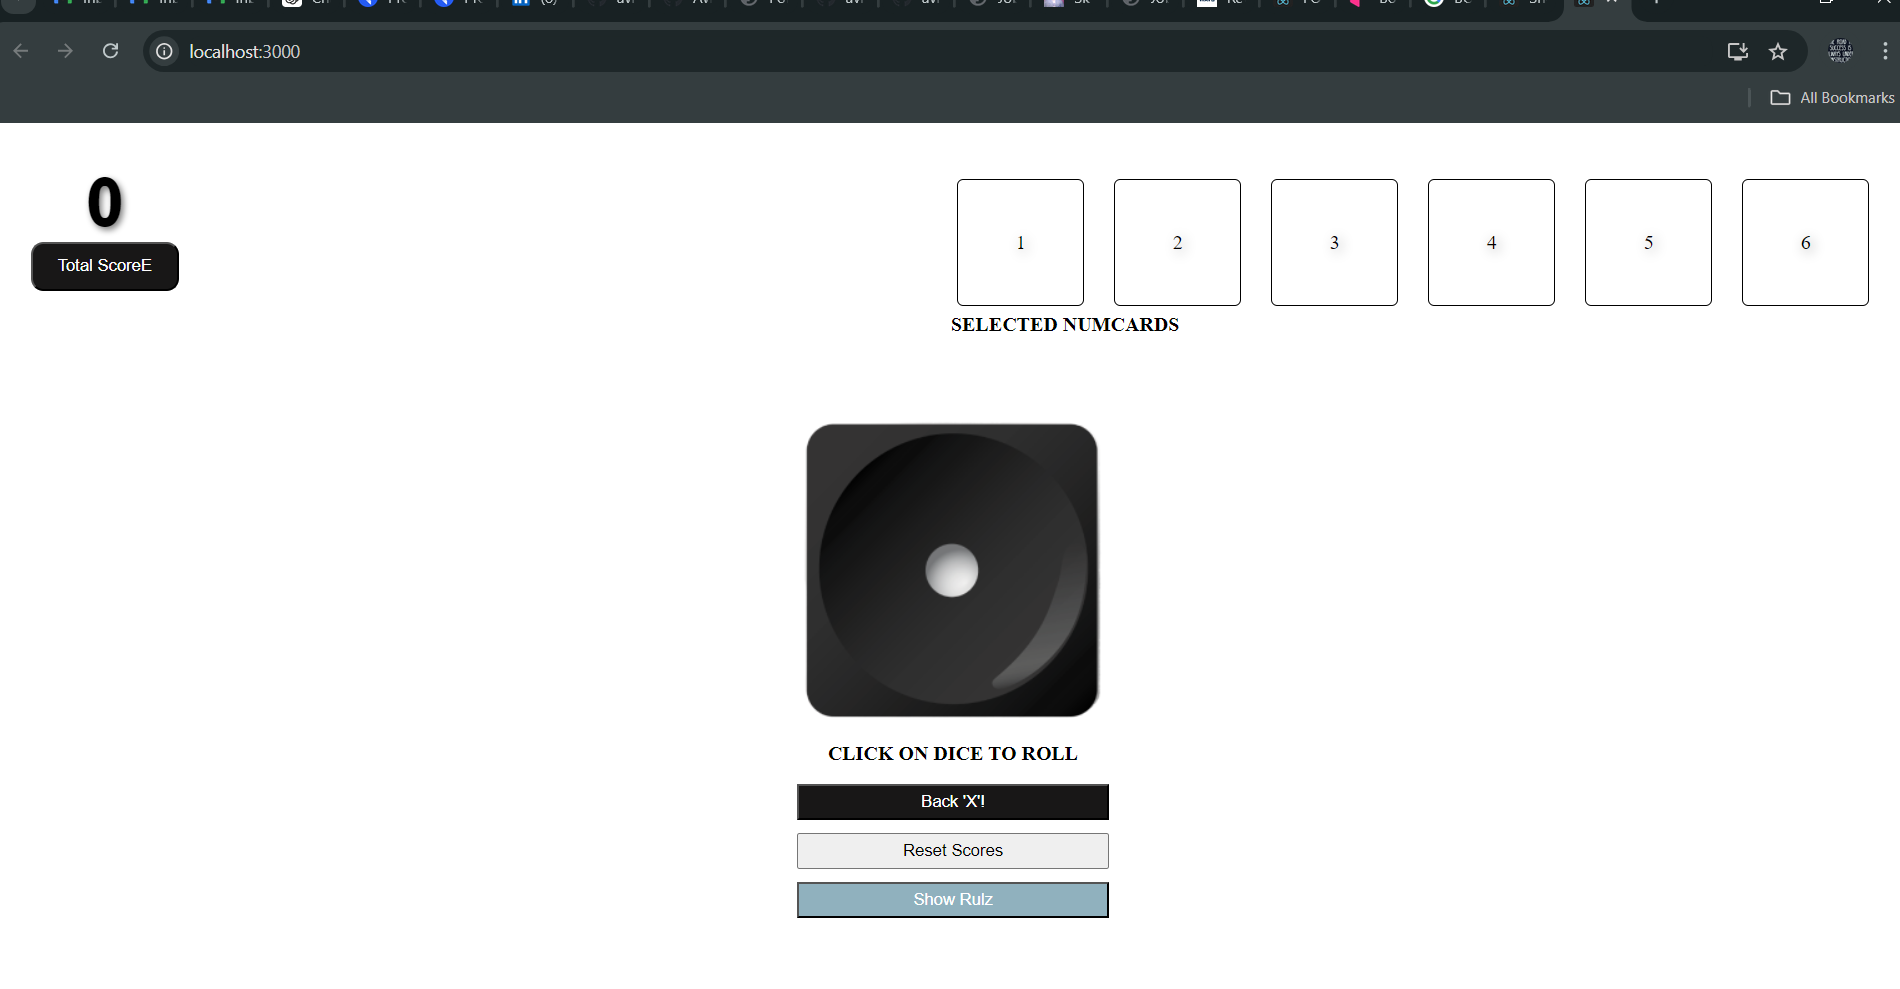 localhost:3000
All Bookmarks
0
Total ScoreE
1 2 3 4 5 6
SELECTED NUMCARDS
CLICK ON DICE TO ROLL
Back 'X'!
Reset Scores
Show Rulz